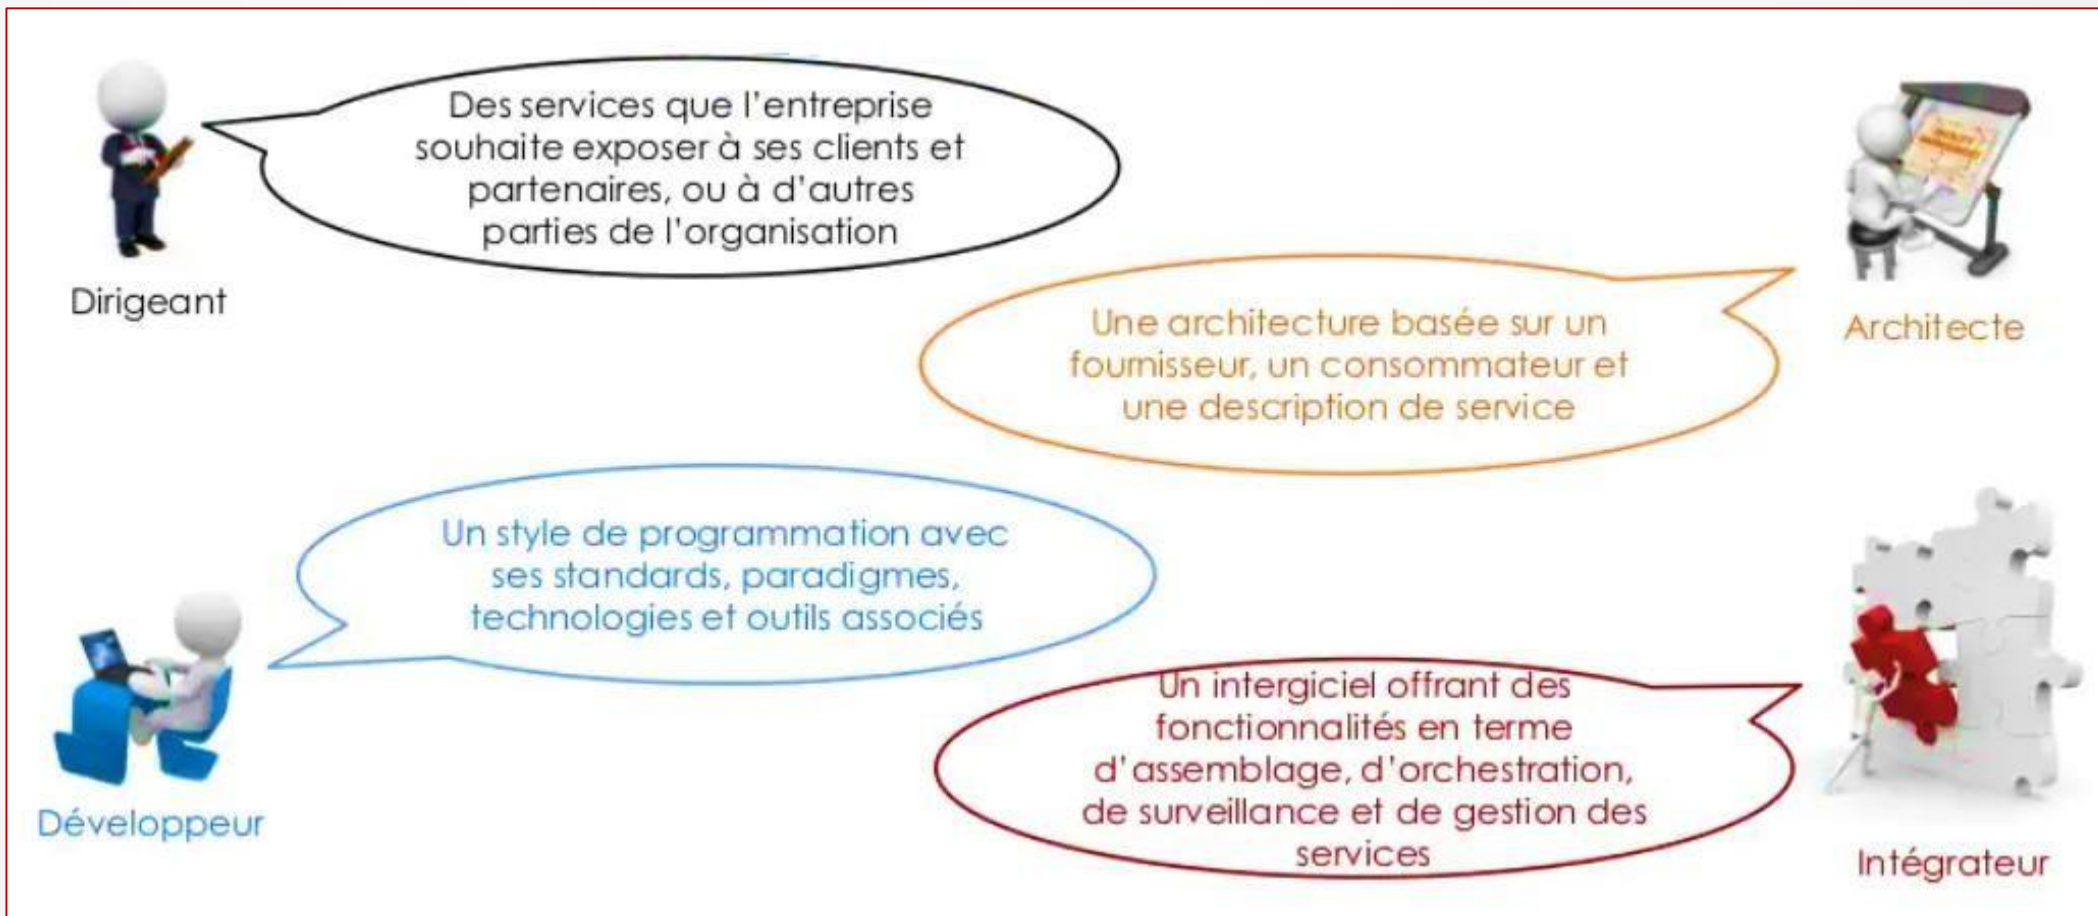 Des services que l'entreprise
souhaite exposer à ses clients et
partenaires, ou à d'autres
parties de l'organisation
Dirigeant
Une architecture basée sur un
fournisseur, un consommateur et
une description de service
Architecte
Un style de programmation avec
ses standards, paradigmes,
technologies et outils associés
Développeur
Un intergiciel offrant des
fonctionnalités en terme
d'assemblage, d'orchestration,
de surveillance et de gestion des
services
Intégrateur